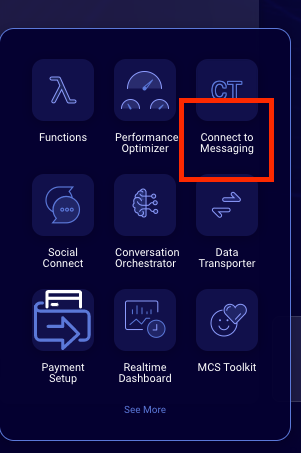 CT
Functions
Performance
Optimizer
Connect to
Messaging
Social
Connect
Conversation
Orchestrator
Data
Transporter
Payment
Setup
Realtime
Dashboard
MCS Toolkit
See More